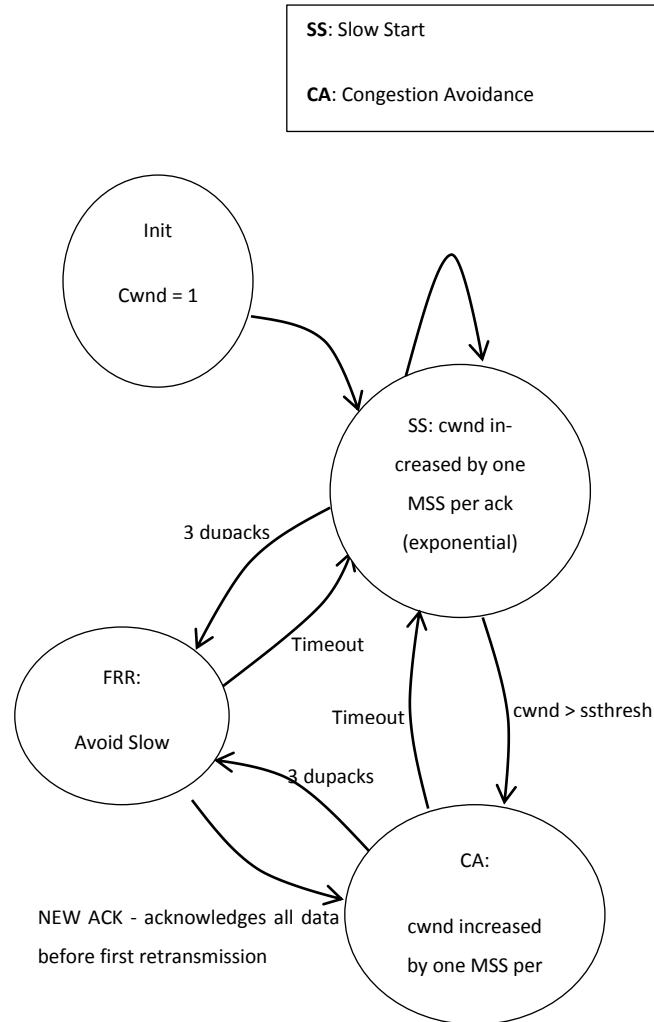 SS: Slow Start
CA: Congestion Avoidance
Init
Cwnd = 1
SS: cwnd in-
creased by one
MSS per ack
(exponential)
3 dupacks
Timeout
FRR:
Avoid Slow
Timeout
cwnd > ssthresh
3 dupacks
CA:
cwnd increased
by one MSS per
NEW ACK - acknowledges all data
before first retransmission